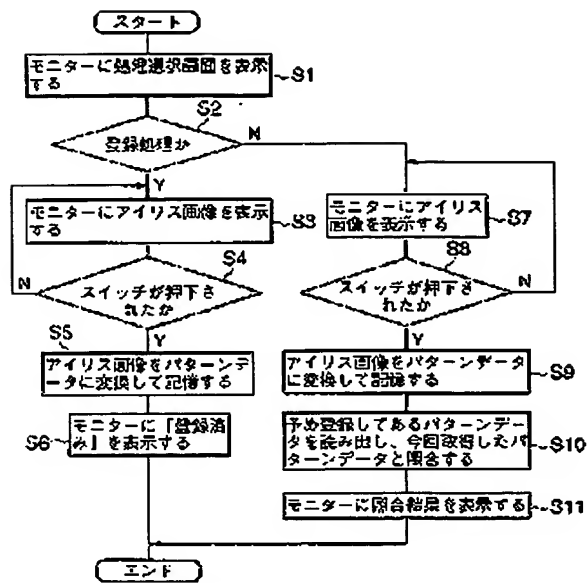 スタート
モニターに処理選択画面を表示
する
S1
S2
登録処理か
N
Y
モニターにアイリス画像を表示
する
S3
S4
スイッチが押下さ
れたか
N
Y
S5
アイリス画像をパターンデー
タに変換して記憶する
S6
モニターに「登録済
み」を表示する
モニターにアイリス
画像を表示する
S7
S8
スイッチが押下さ
れたか
N
Y
アイリス画像をパターンデータ
に変換して記憶する
S9
予め登録してあるパターンデー
タを読み出し、今回取得したパ
ターンデータと照合する
S10
モニターに照合結果を表示する
S11
エンド